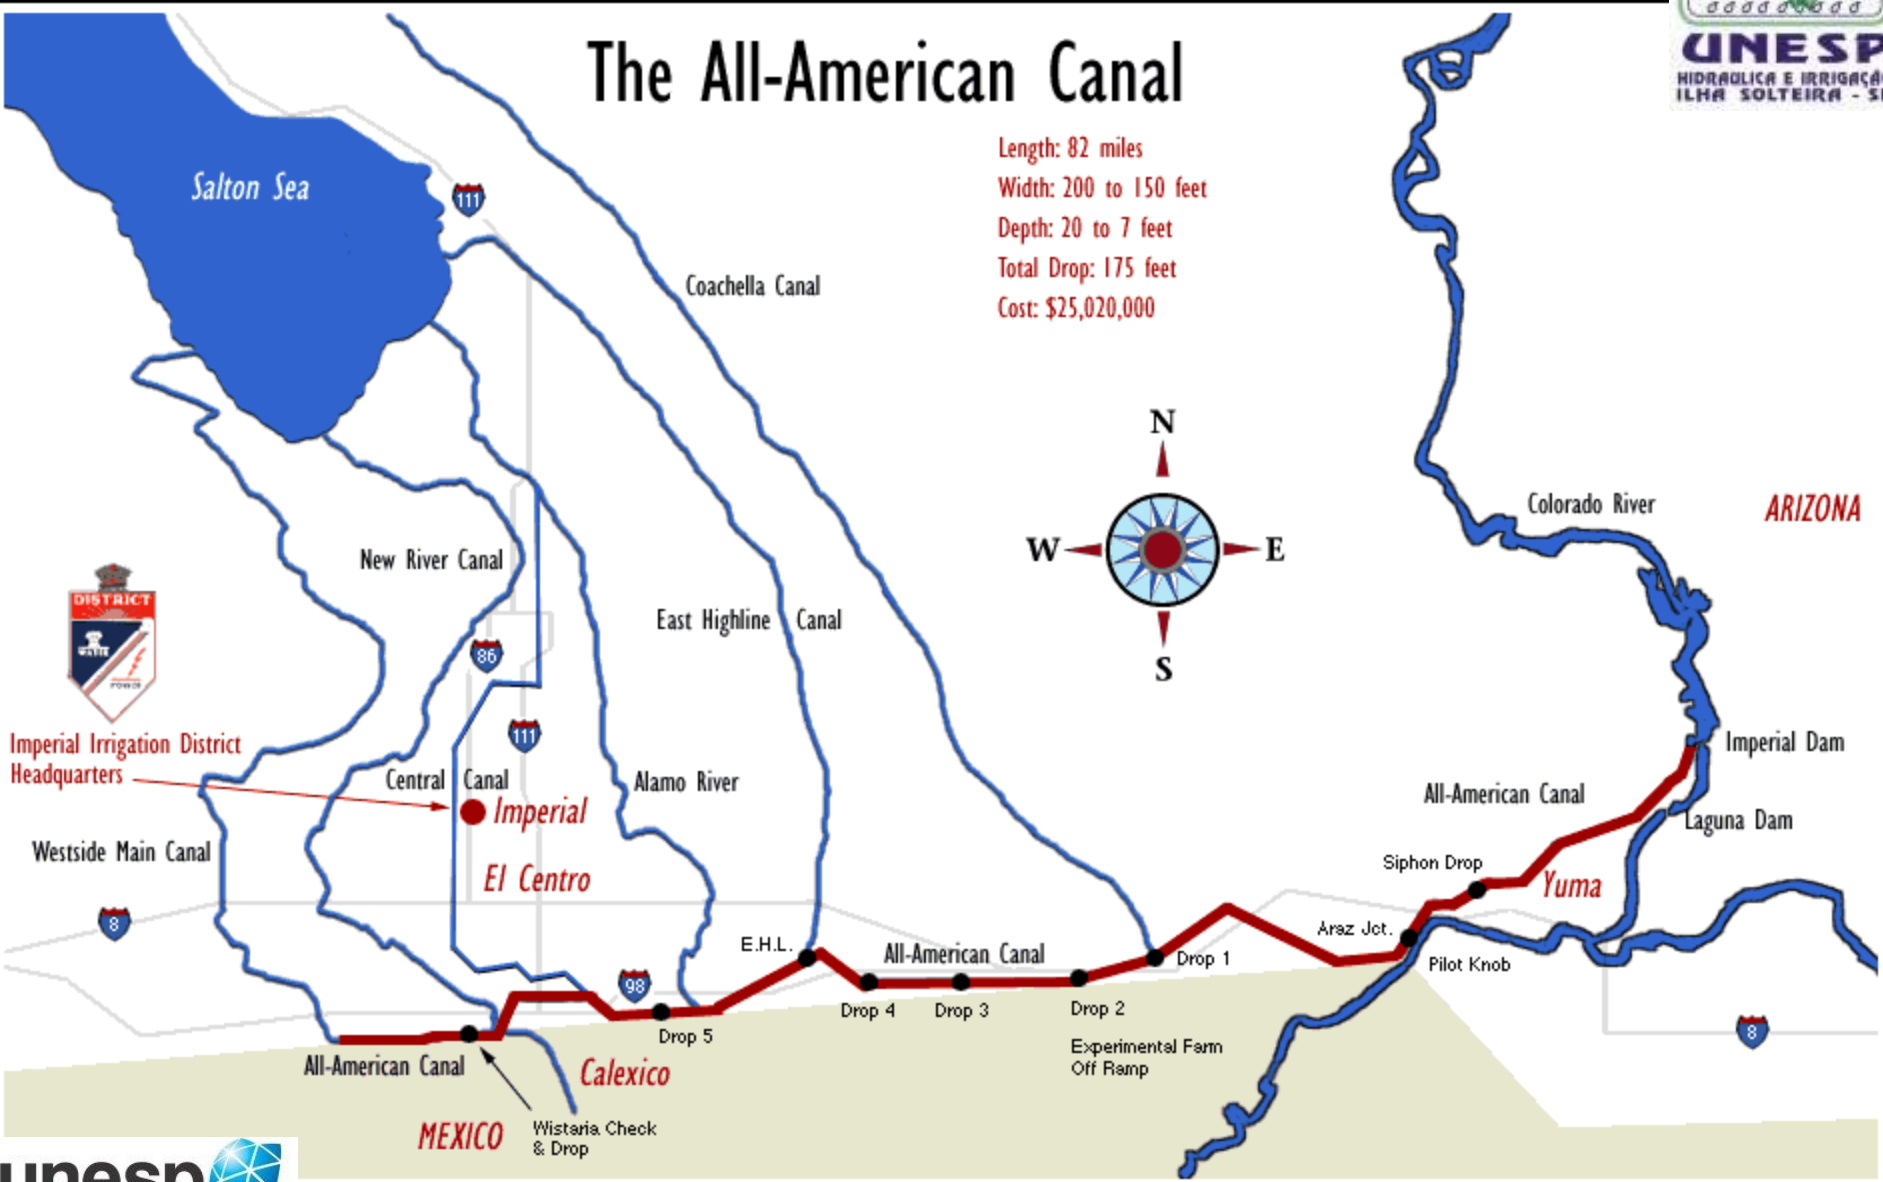 The All-American Canal
UNESP
HIDRAÚLICA E IRRIGAÇÃ
ILHA SOLTEIRA - S
Length: 82 miles
Width: 200 to 150 feet
Depth: 20 to 7 feet
Total Drop: 175 feet
Cost: $25,020,000
Salton Sea
111
Coachella Canal
N
W
E
S
Colorado River
ARIZONA
New River Canal
DISTRICT
WATER
POWER
East Highline Canal
86
111
Imperial Irrigation District
Headquarters
Central Canal
Imperial
Alamo River
Imperial Dam
All-American Canal
Laguna Dam
Westside Main Canal
El Centro
Siphon Drop
Yuma
8
E.H.L.
All-American Canal
Araz Jct.
Drop 1
Pilot Knob
98
Drop 4
Drop 3
Drop 2
Drop 5
8
Experimental Farm
Off Ramp
All-American Canal
Calexico
MEXICO
Wistaria Check
& Drop
unesp